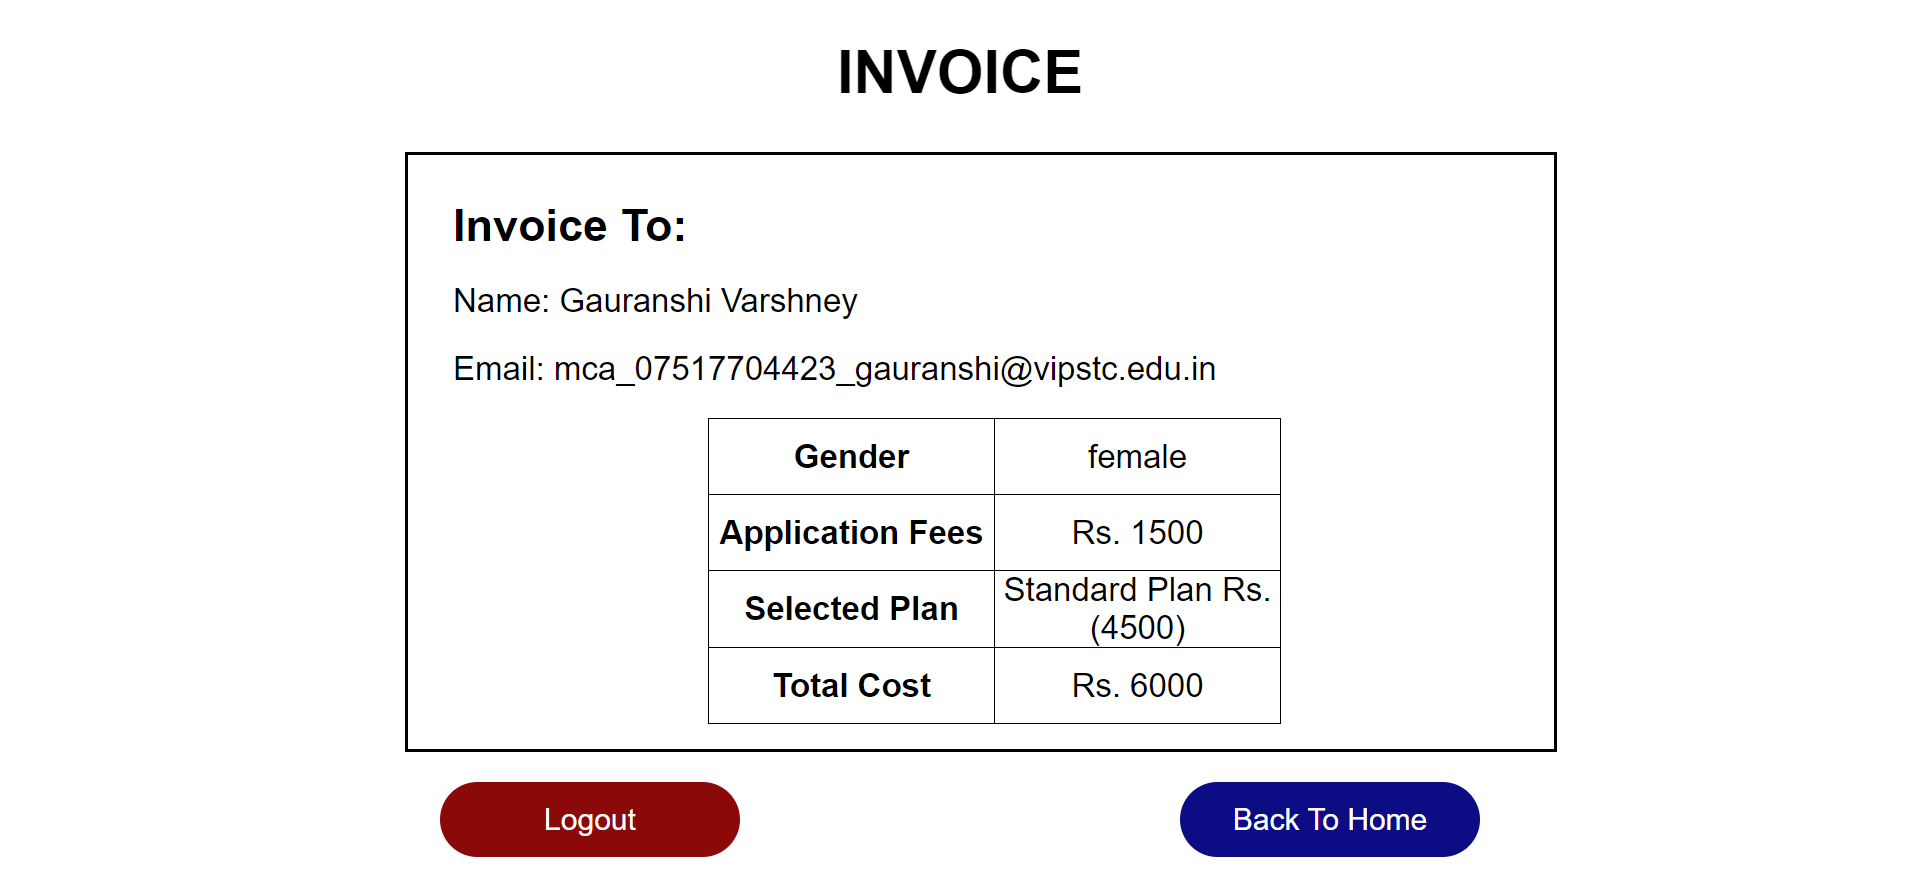 INVOICE
Invoice To:
Name: Gauranshi Varshney
Email: mca_07517704423_gauranshi@vipstc.edu.in
Gender female
Application Fees Rs. 1500
Selected Plan Standard Plan Rs.
(4500)
Total Cost Rs. 6000
Logout Back To Home